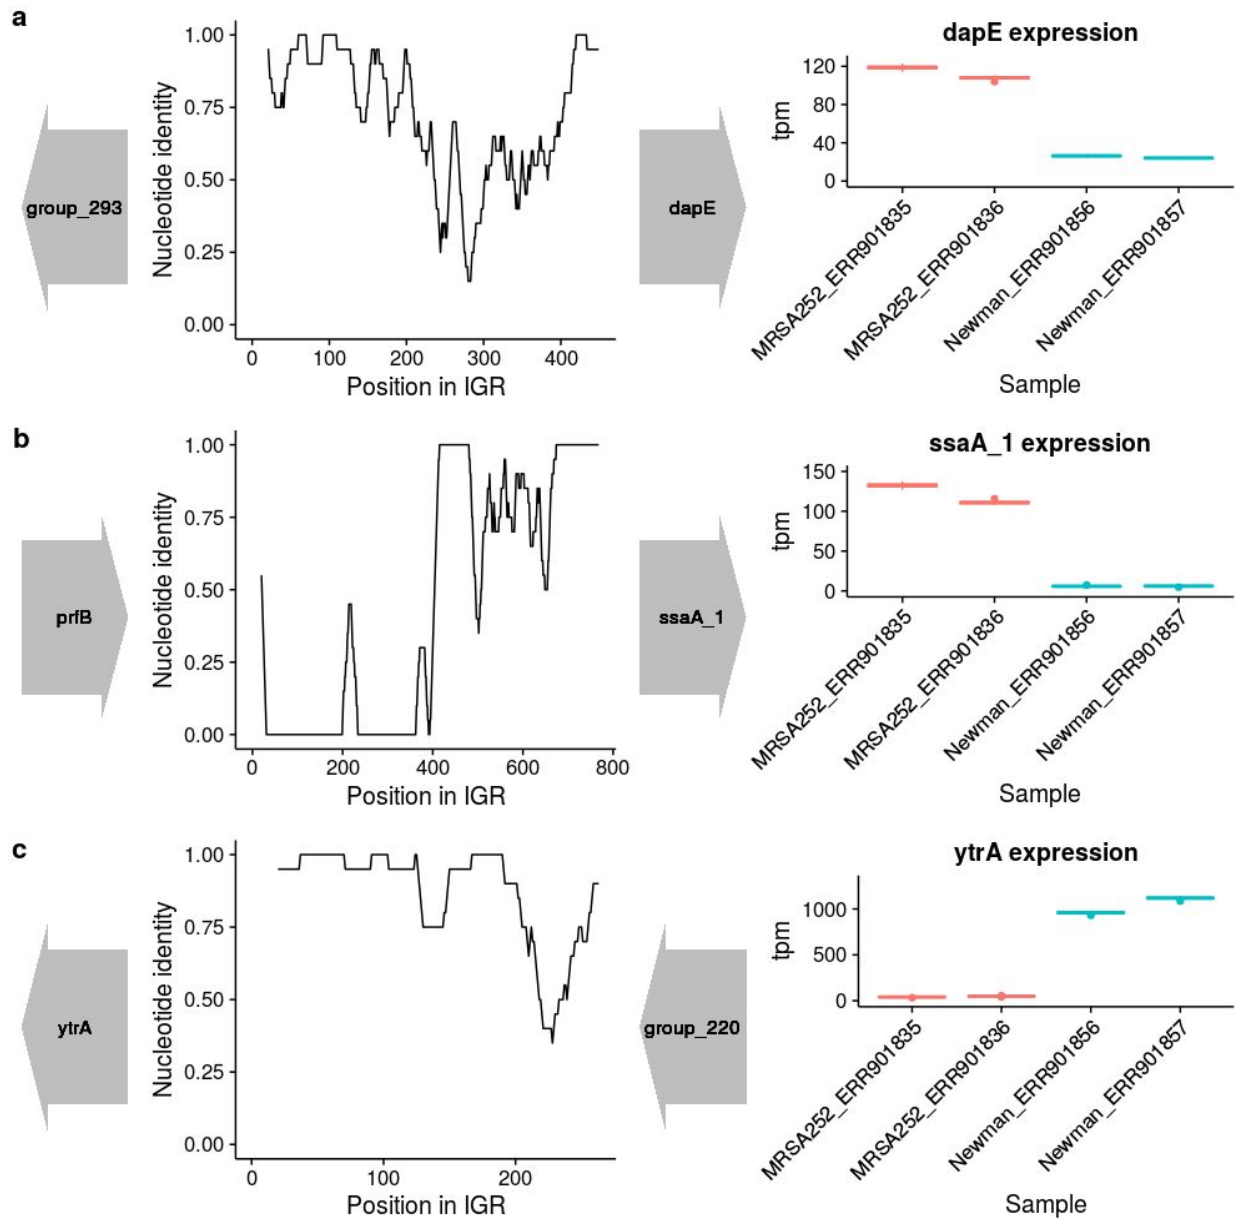 a
group_293
Nucleotide identity
1.00
0.75
0.50
0.25
0.00
0 100 200 300 400
Position in IGR
dapE
dapE expression
tpm
120
80
40
0
MRSA252_ERR901835
MRSA252_ERR901836
Newman_ERR901856
Newman_ERR901857
Sample
b
prfB
Nucleotide identity
1.00
0.75
0.50
0.25
0.00
0 200 400 600 800
Position in IGR
ssaA_1
ssaA_1 expression
tpm
150
100
50
0
MRSA252_ERR901835
MRSA252_ERR901836
Newman_ERR901856
Newman_ERR901857
Sample
c
ytrA
Nucleotide identity
1.00
0.75
0.50
0.25
0.00
0 100 200
Position in IGR
group_220
ytrA expression
tpm
1000
500
0
MRSA252_ERR901835
MRSA252_ERR901836
Newman_ERR901856
Newman_ERR901857
Sample